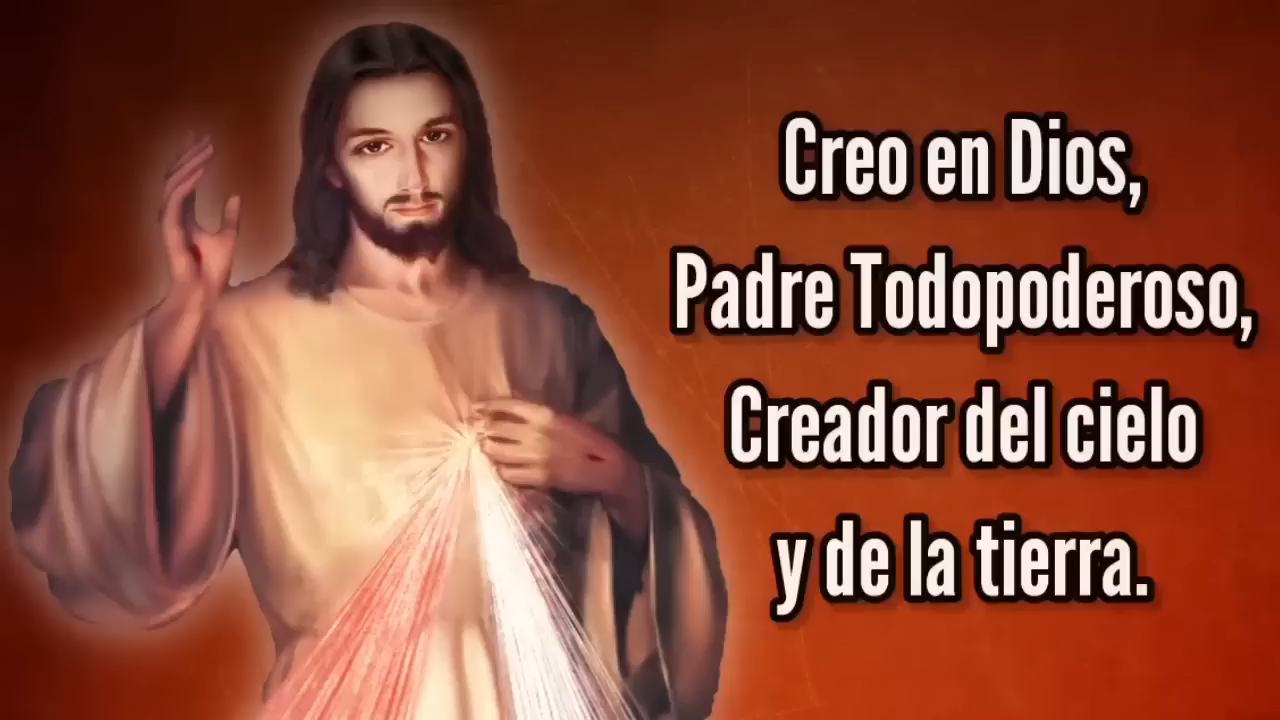 Creo en Dios,
Padre Todopoderoso,
Creador del cielo
y de la tierra.